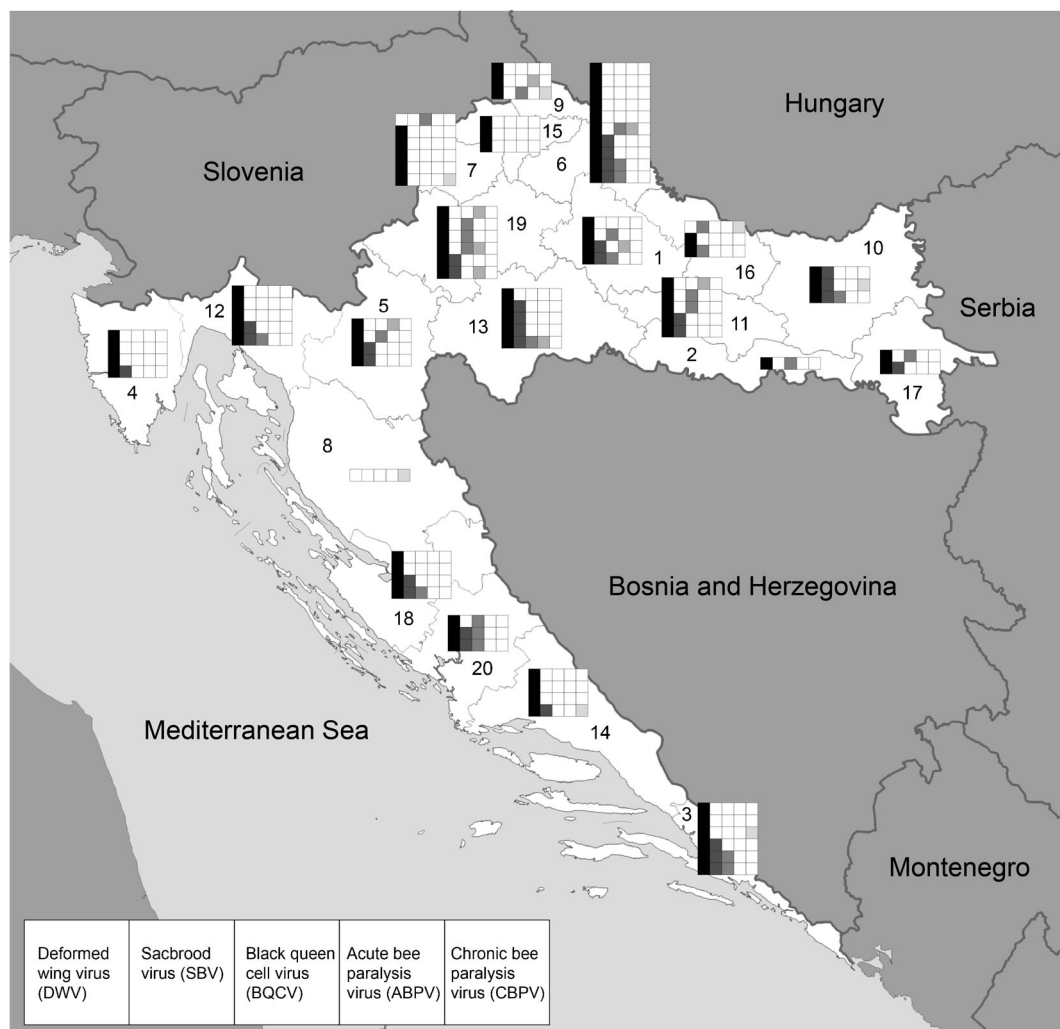 Hungary
9
15
Slovenia
6
7
19
10
1
16
12
5
Serbia
13
11
2
4
17
8
Bosnia and Herzegovina
18
20
Mediterranean Sea
14
3
Montenegro
Deformed
wing virus
(DWV)
Sacbrood
virus (SBV)
Black queen
cell virus
(BQCV)
Acute bee
paralysis
virus (ABPV)
Chronic bee
paralysis
virus (CBPV)